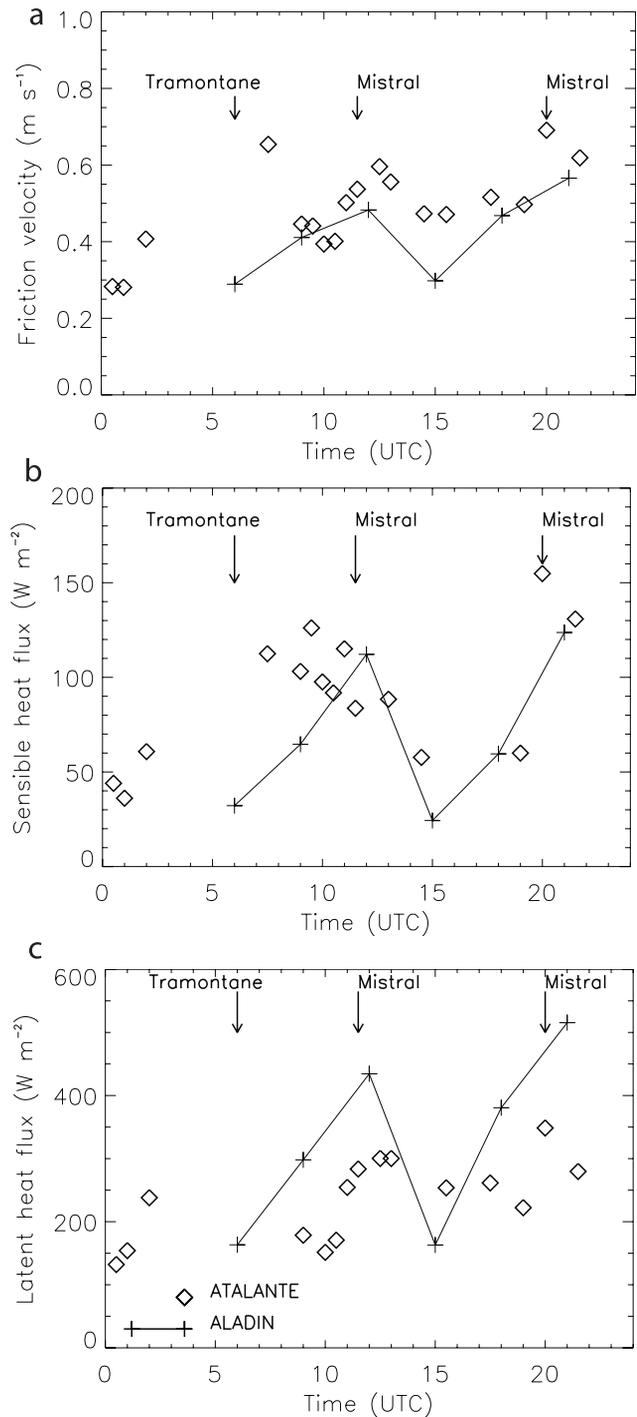 a
1.0
0.8
0.6
0.4
0.2
0.0
Friction velocity (m s⁻¹)
Tramontane
Mistral
Mistral
0 5 10 15 20
Time (UTC)
b
200
150
100
50
0
Sensible heat flux (W m⁻²)
Tramontane
Mistral
Mistral
0 5 10 15 20
Time (UTC)
c
600
400
200
0
Latent heat flux (W m⁻²)
Tramontane
Mistral
Mistral
ATALANTE
ALADIN
0 5 10 15 20
Time (UTC)